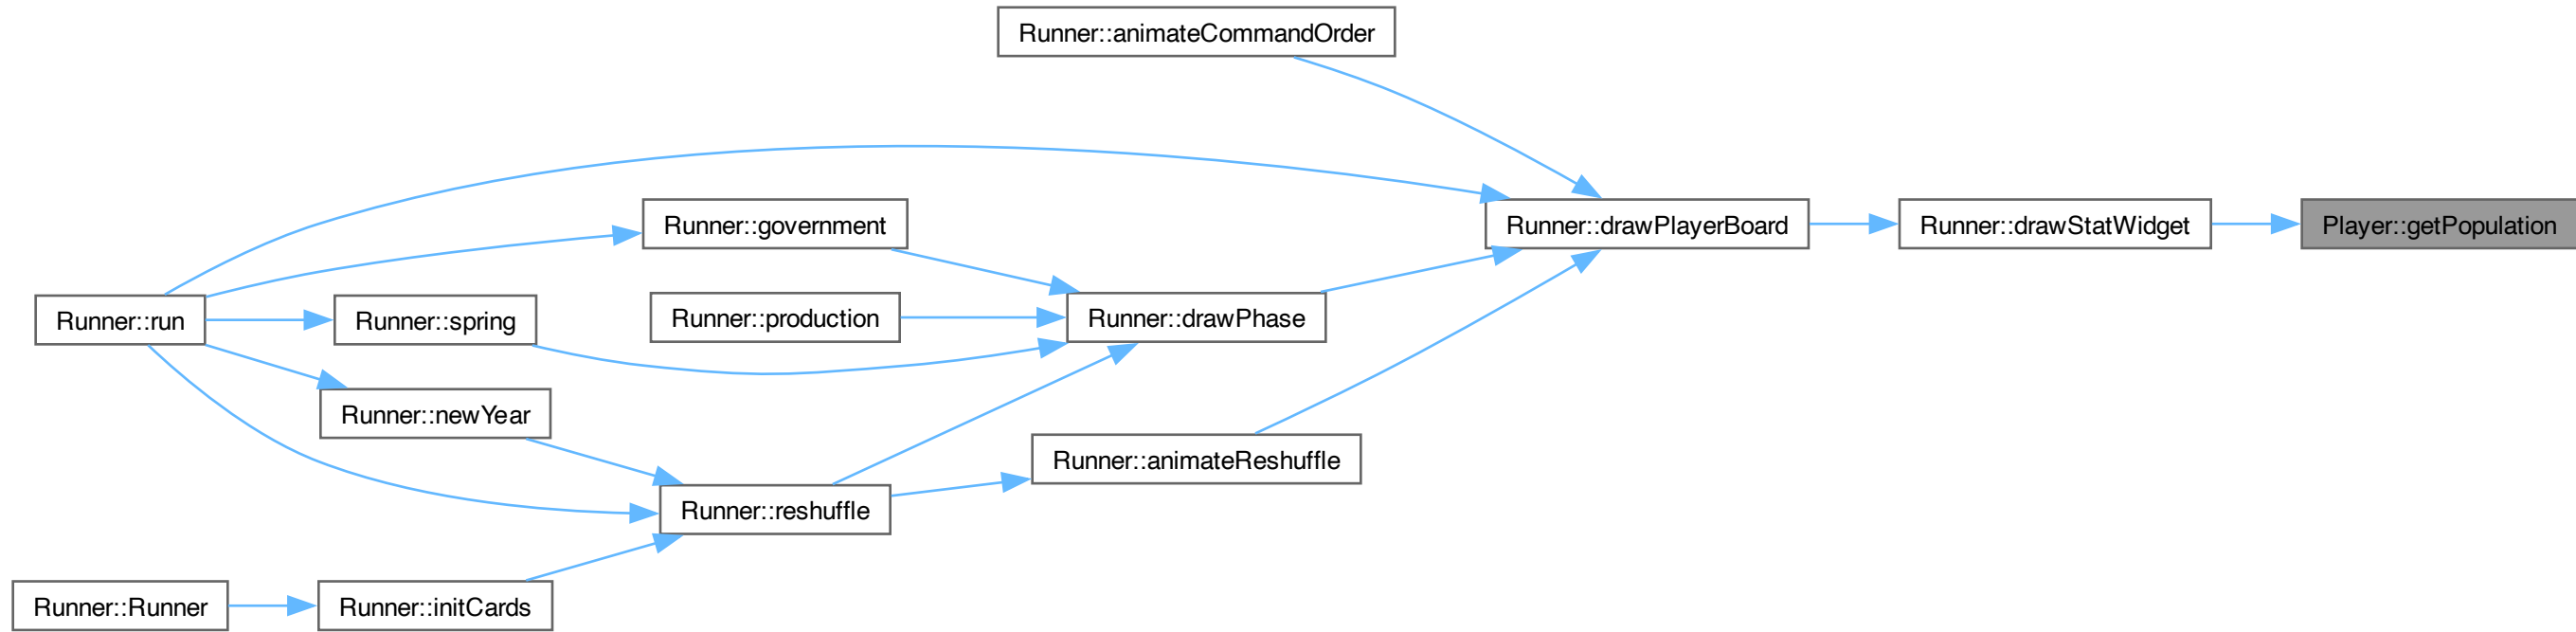 Runner::animateCommandOrder
Runner::government
Runner::drawPlayerBoard
Runner::drawStatWidget
Player::getPopulation
Runner::run
Runner::spring
Runner::production
Runner::drawPhase
Runner::newYear
Runner::animateReshuffle
Runner::reshuffle
Runner::Runner
Runner::initCards